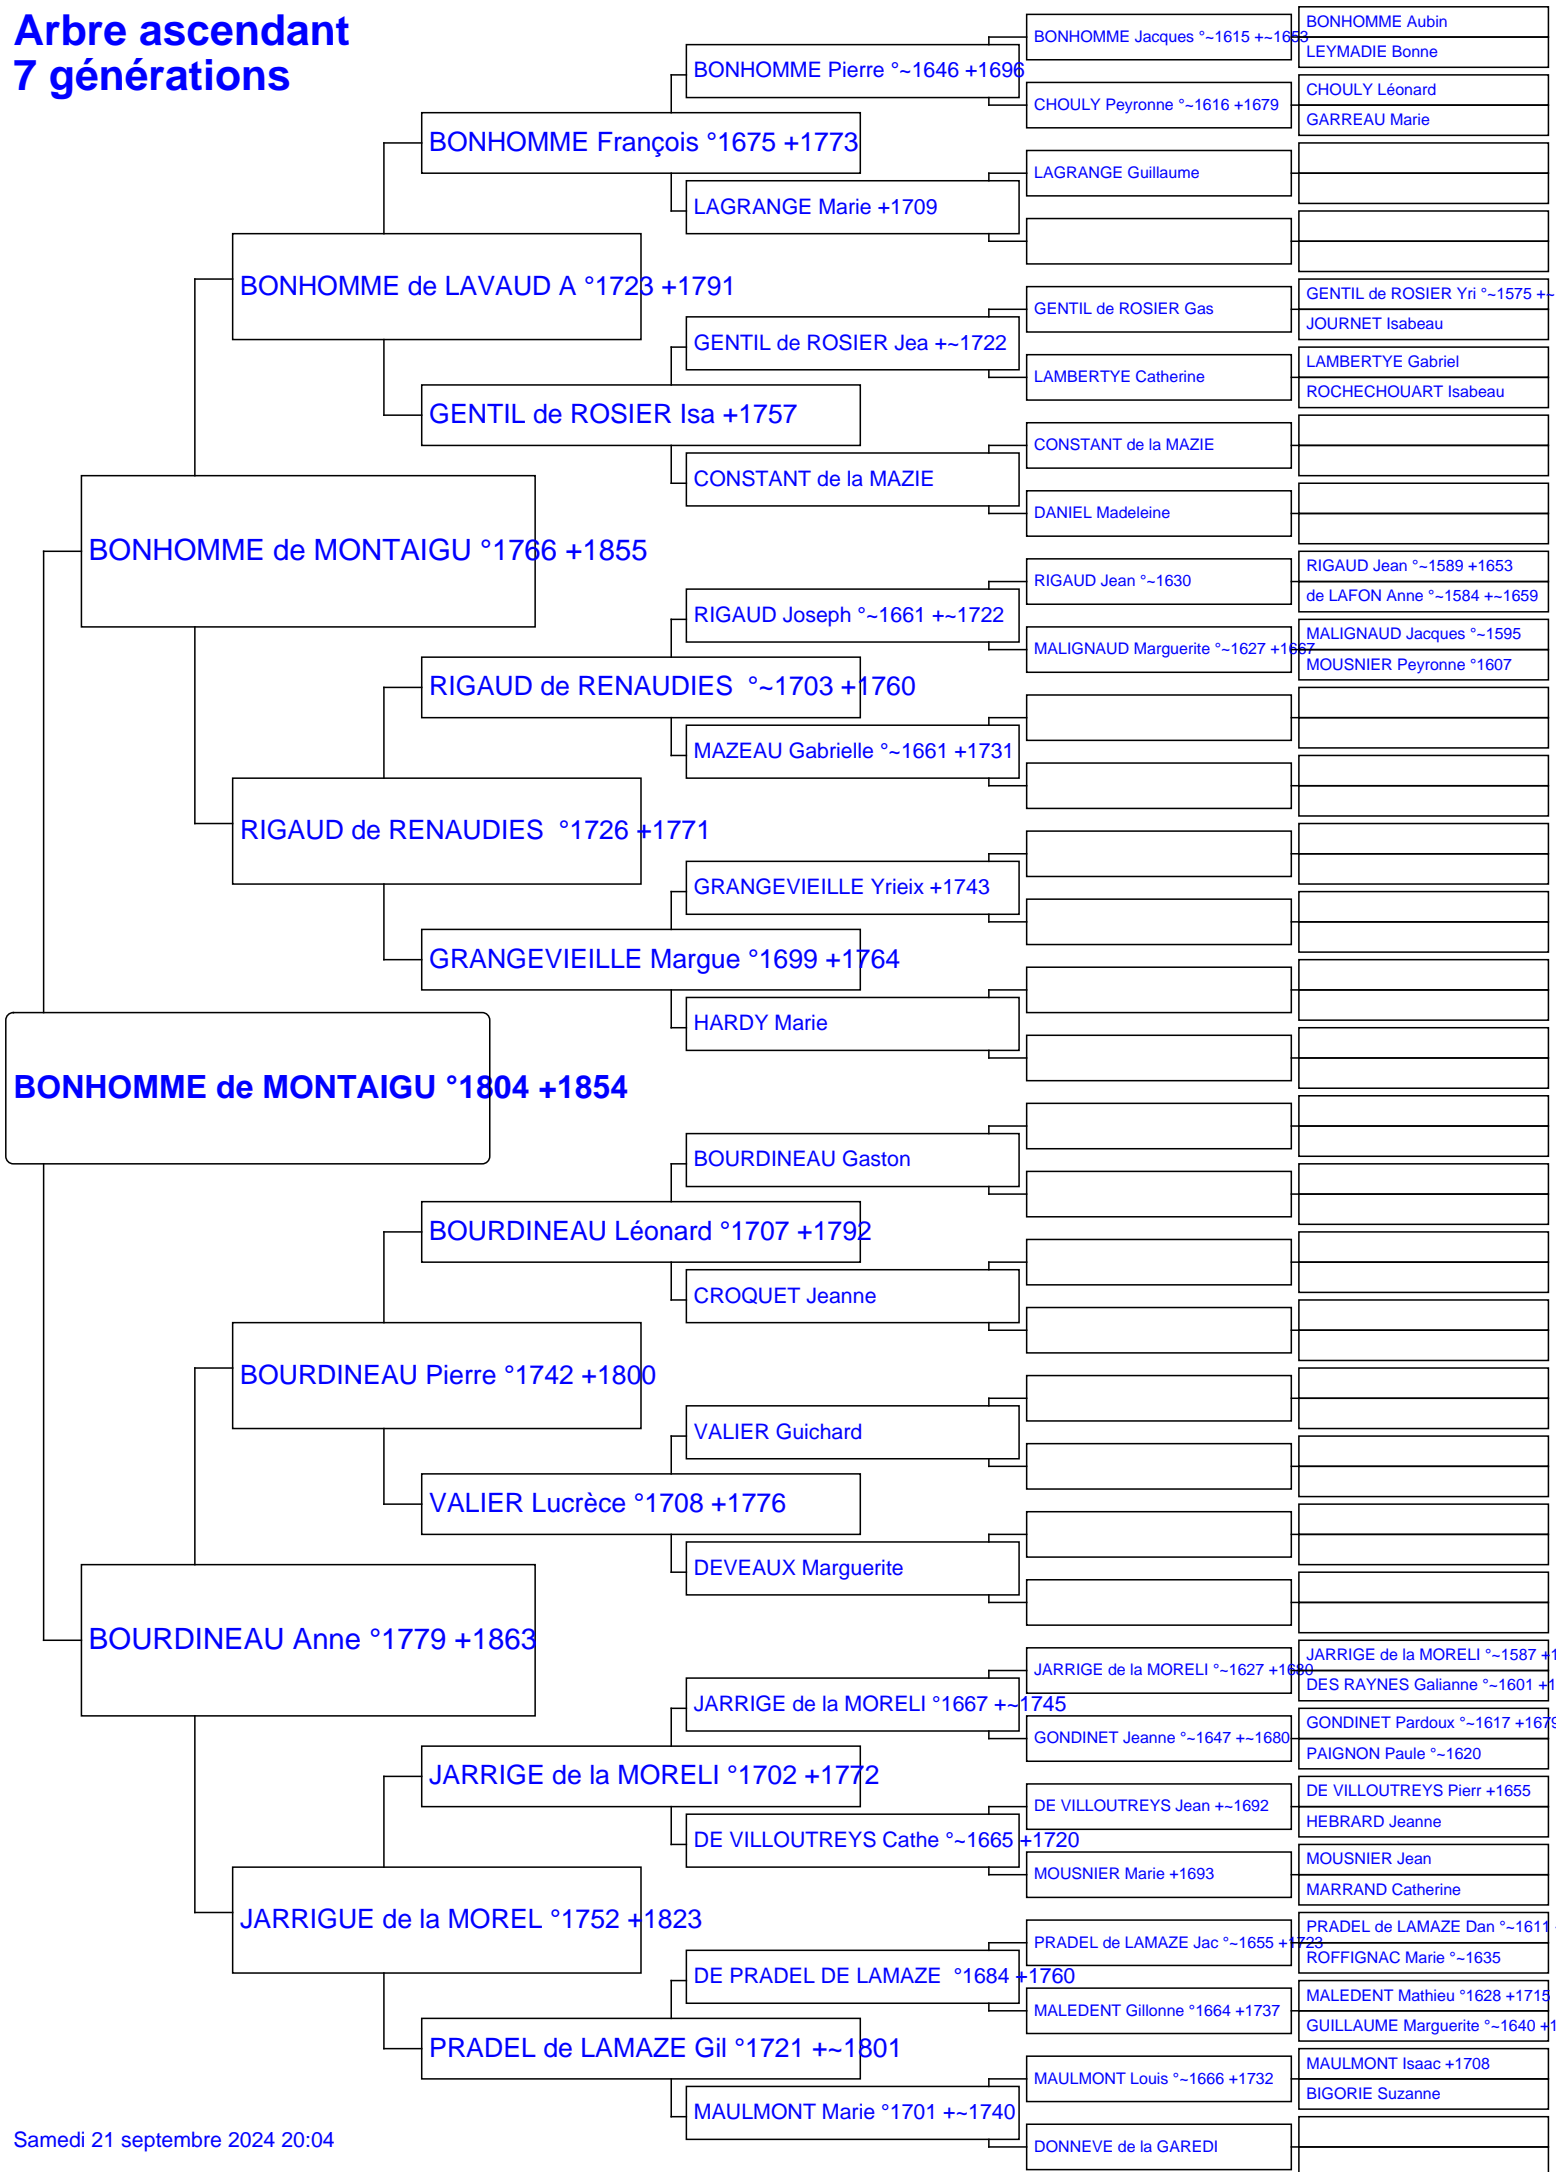 Arbre ascendant
7 générations
BONHOMME de MONTAIGU °1804 +1854
BONHOMME de MONTAIGU °1766 +1855
BOURDINEAU Anne °1779 +1863
BONHOMME de LAVAUD A °1723 +1791
RIGAUD de RENAUDIES  °1726 +1771
BOURDINEAU Pierre °1742 +1800
JARRIGUE de la MOREL °1752 +1823
BONHOMME François °1675 +1773
GENTIL de ROSIER Isa +1757
RIGAUD de RENAUDIES  °~1703 +1760
GRANGEVIEILLE Margue °1699 +1764
BOURDINEAU Léonard °1707 +1792
VALIER Lucrèce °1708 +1776
JARRIGE de la MORELI °1702 +1772
PRADEL de LAMAZE Gil °1721 +~1801
BONHOMME Pierre °~1646 +1696
LAGRANGE Marie +1709
GENTIL de ROSIER Jea +~1722
CONSTANT de la MAZIE
RIGAUD Joseph °~1661 +~1722
MAZEAU Gabrielle °~1661 +1731
GRANGEVIEILLE Yrieix +1743
HARDY Marie
BOURDINEAU Gaston
CROQUET Jeanne
VALIER Guichard
DEVEAUX Marguerite
JARRIGE de la MORELI °1667 +~1745
DE VILLOUTREYS Cathe °~1665 +1720
DE PRADEL DE LAMAZE  °1684 +1760
MAULMONT Marie °1701 +~1740
BONHOMME Jacques °~1615 +~1653
CHOULY Peyronne °~1616 +1679
LAGRANGE Guillaume
GENTIL de ROSIER Gas
LAMBERTYE Catherine
CONSTANT de la MAZIE
DANIEL Madeleine
RIGAUD Jean °~1630
MALIGNAUD Marguerite °~1627 +1667
JARRIGE de la MORELI °~1627 +1680
GONDINET Jeanne °~1647 +~1680
DE VILLOUTREYS Jean +~1692
MOUSNIER Marie +1693
PRADEL de LAMAZE Jac °~1655 +1723
MALEDENT Gillonne °1664 +1737
MAULMONT Louis °~1666 +1732
DONNEVE de la GAREDI
BONHOMME Aubin
LEYMADIE Bonne
CHOULY Léonard
GARREAU Marie
GENTIL de ROSIER Yri °~1575 +~
JOURNET Isabeau
LAMBERTYE Gabriel
ROCHECHOUART Isabeau
RIGAUD Jean °~1589 +1653
de LAFON Anne °~1584 +~1659
MALIGNAUD Jacques °~1595
MOUSNIER Peyronne °1607
JARRIGE de la MORELI °~1587 +1
DES RAYNES Galianne °~1601 +1
GONDINET Pardoux °~1617 +1679
PAIGNON Paule °~1620
DE VILLOUTREYS Pierr +1655
HEBRARD Jeanne
MOUSNIER Jean
MARRAND Catherine
PRADEL de LAMAZE Dan °~1611
ROFFIGNAC Marie °~1635
MALEDENT Mathieu °1628 +1715
GUILLAUME Marguerite °~1640 +1
MAULMONT Isaac +1708
BIGORIE Suzanne
Samedi 21 septembre 2024 20:04